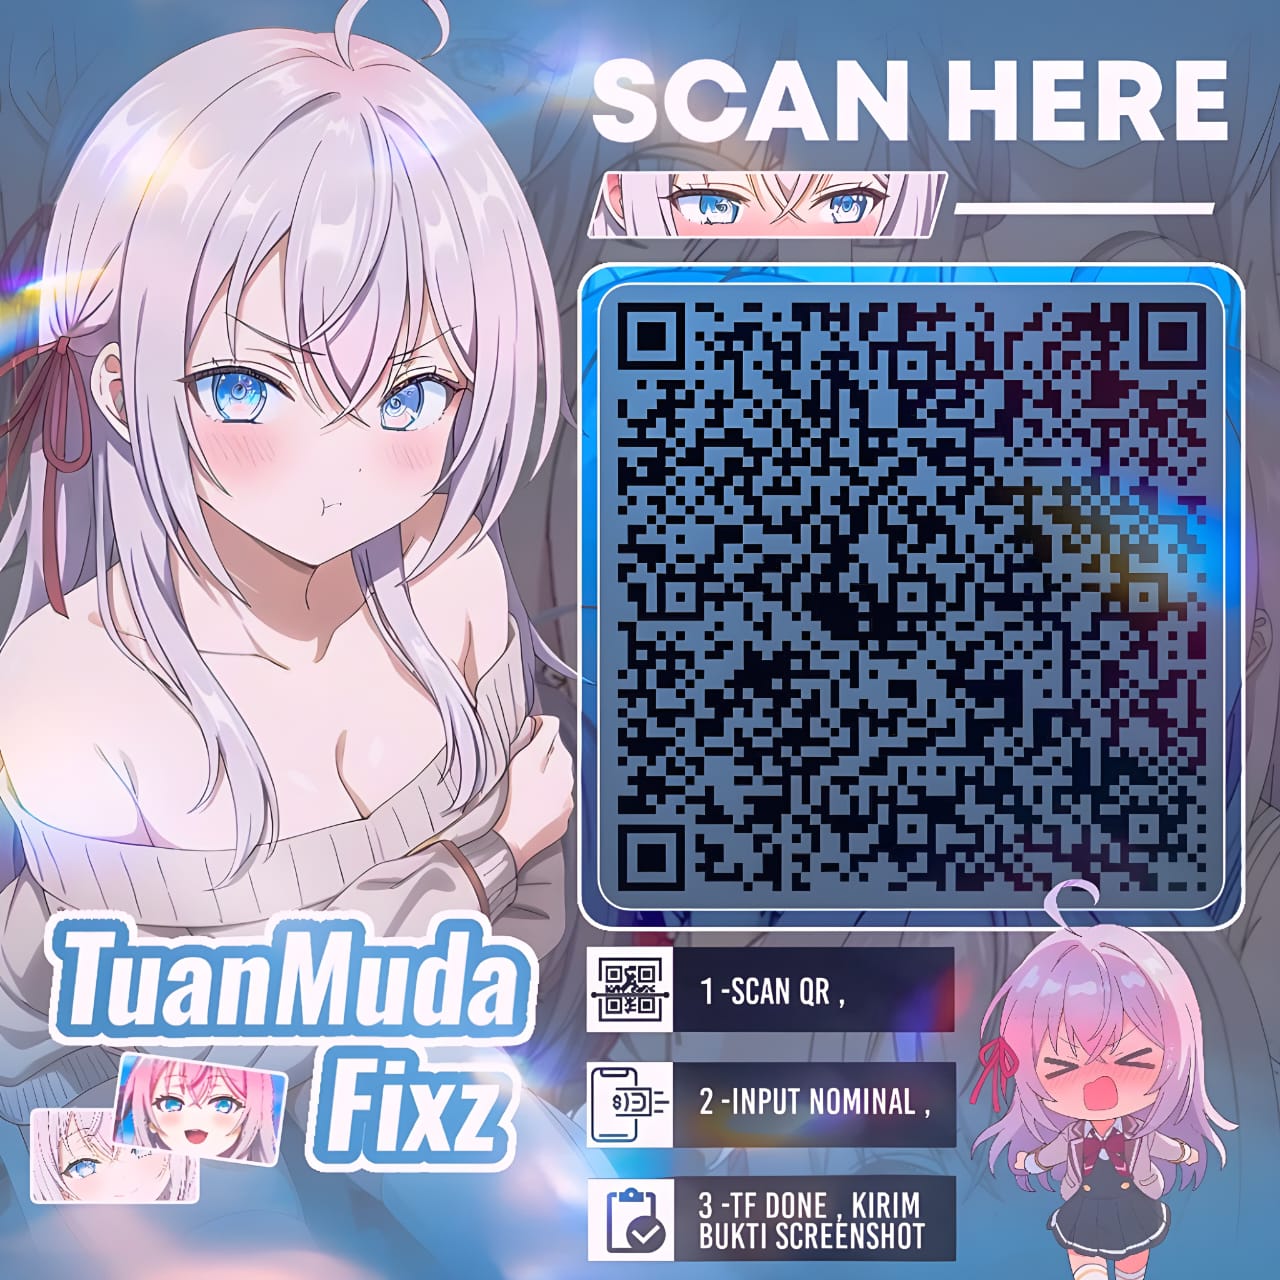 SCAN HERE
TuanMuda
Fixz
1 -SCAN QR ,
2 -INPUT NOMINAL ,
3 -TF DONE , KIRIM
BUKTI SCREENSHOT